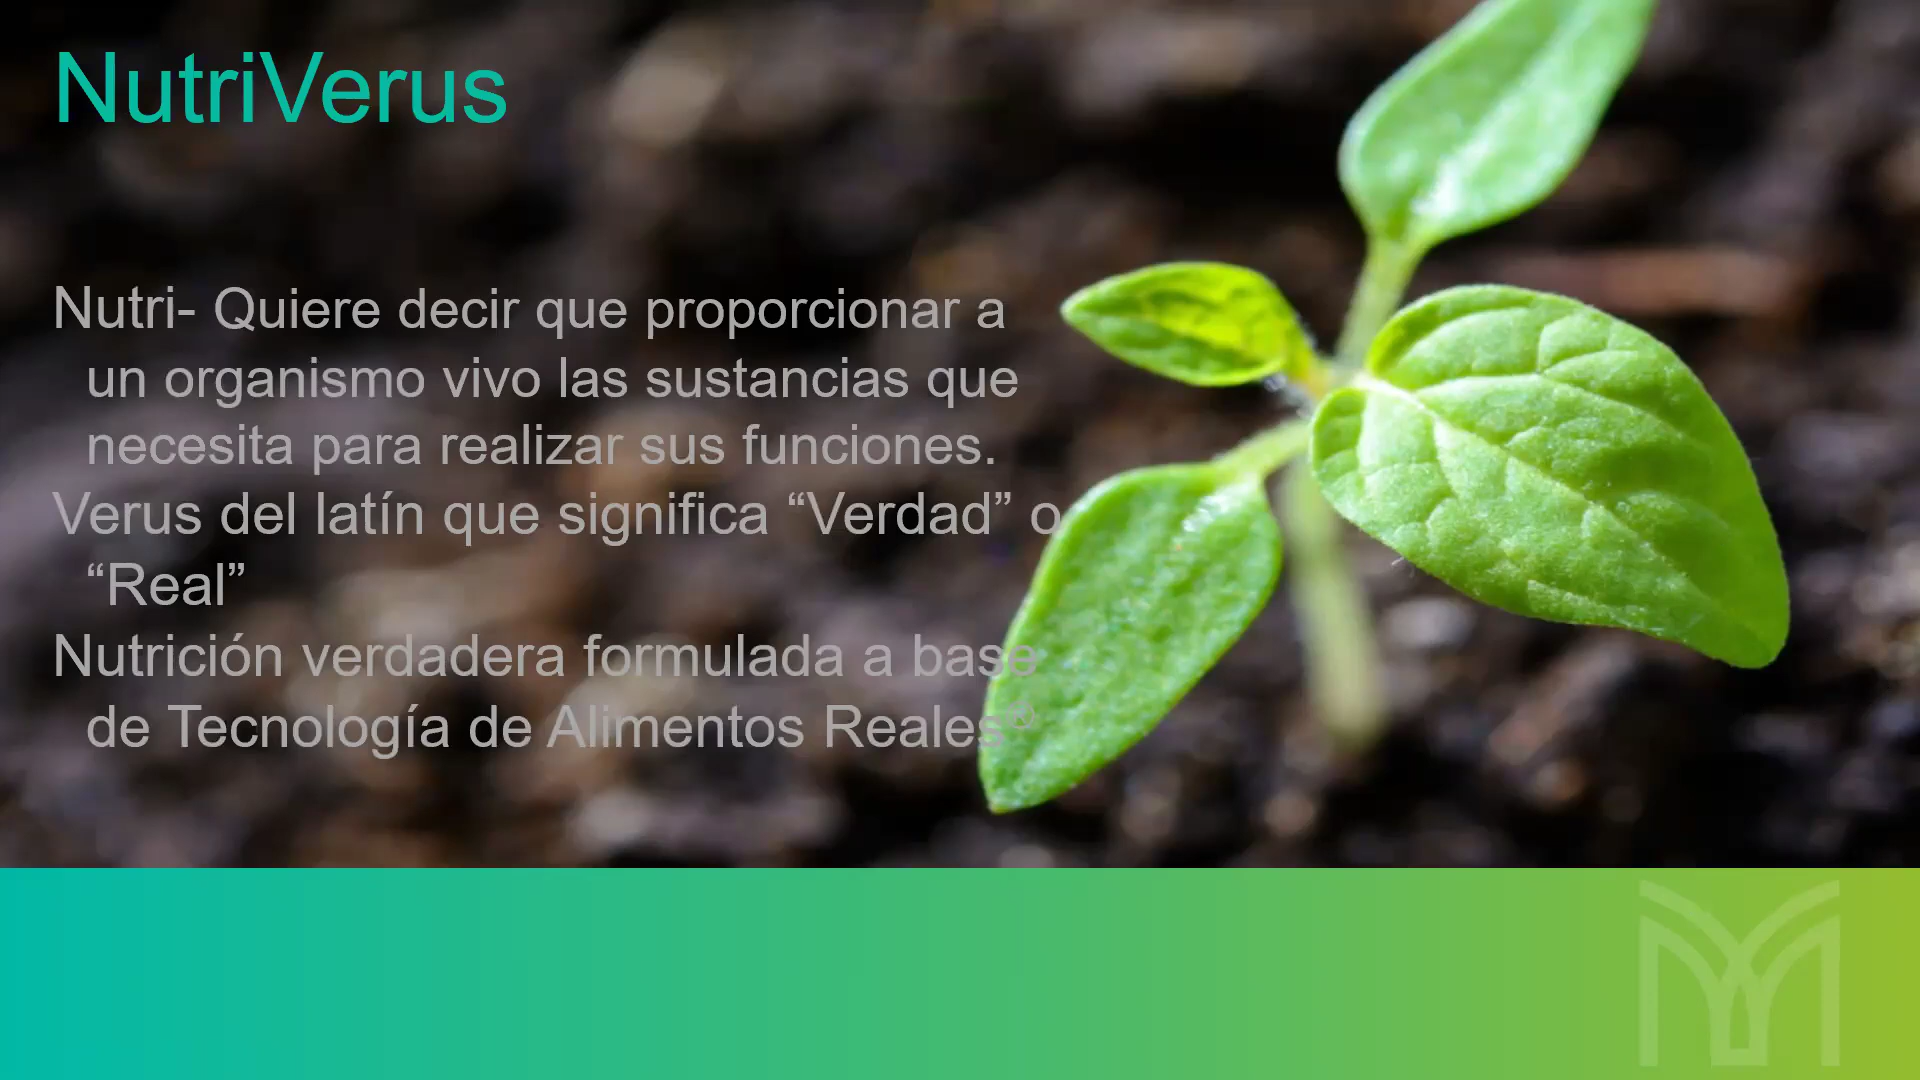 NutriVerus
Nutri- Quiere decir que proporcionar a
un organismo vivo las sustancias que
necesita para realizar sus funciones.
Verus del latín que significa “Verdad” o
“Real”
Nutrición verdadera formulada a base
de Tecnología de Alimentos Reales®